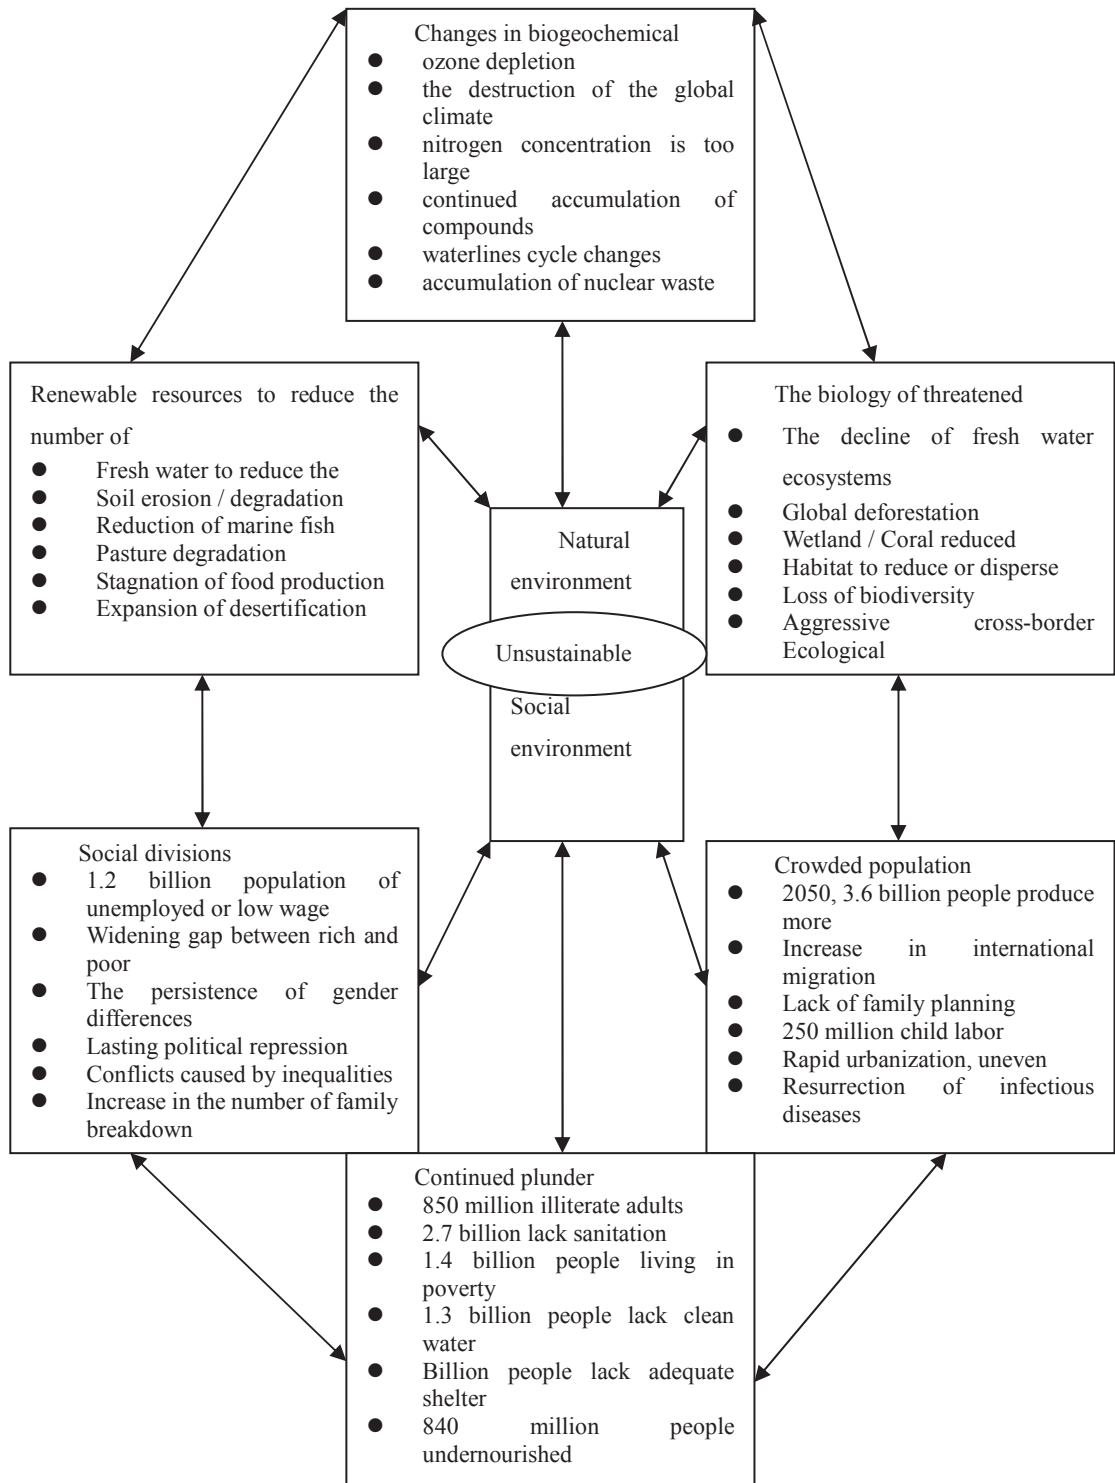 Changes in biogeochemical
● ozone depletion
● the destruction of the global
climate
● nitrogen concentration is too
large
● continued accumulation of
compounds
● waterlines cycle changes
● accumulation of nuclear waste
Renewable resources to reduce the
number of
● Fresh water to reduce the
● Soil erosion / degradation
● Reduction of marine fish
● Pasture degradation
● Stagnation of food production
● Expansion of desertification
Natural
environment
Unsustainable
Social
environment
The biology of threatened
● The decline of fresh water
ecosystems
● Global deforestation
● Wetland / Coral reduced
● Habitat to reduce or disperse
● Loss of biodiversity
● Aggressive cross-border
Ecological
Social divisions
● 1.2 billion population of
unemployed or low wage
● Widening gap between rich and
poor
● The persistence of gender
differences
● Lasting political repression
● Conflicts caused by inequalities
● Increase in the number of family
breakdown
Crowded population
● 2050, 3.6 billion people produce
more
● Increase in international
migration
● Lack of family planning
● 250 million child labor
● Rapid urbanization, uneven
● Resurrection of infectious
diseases
Continued plunder
● 850 million illiterate adults
● 2.7 billion lack sanitation
● 1.4 billion people living in
poverty
● 1.3 billion people lack clean
water
● Billion people lack adequate
shelter
● 840 million people
undernourished